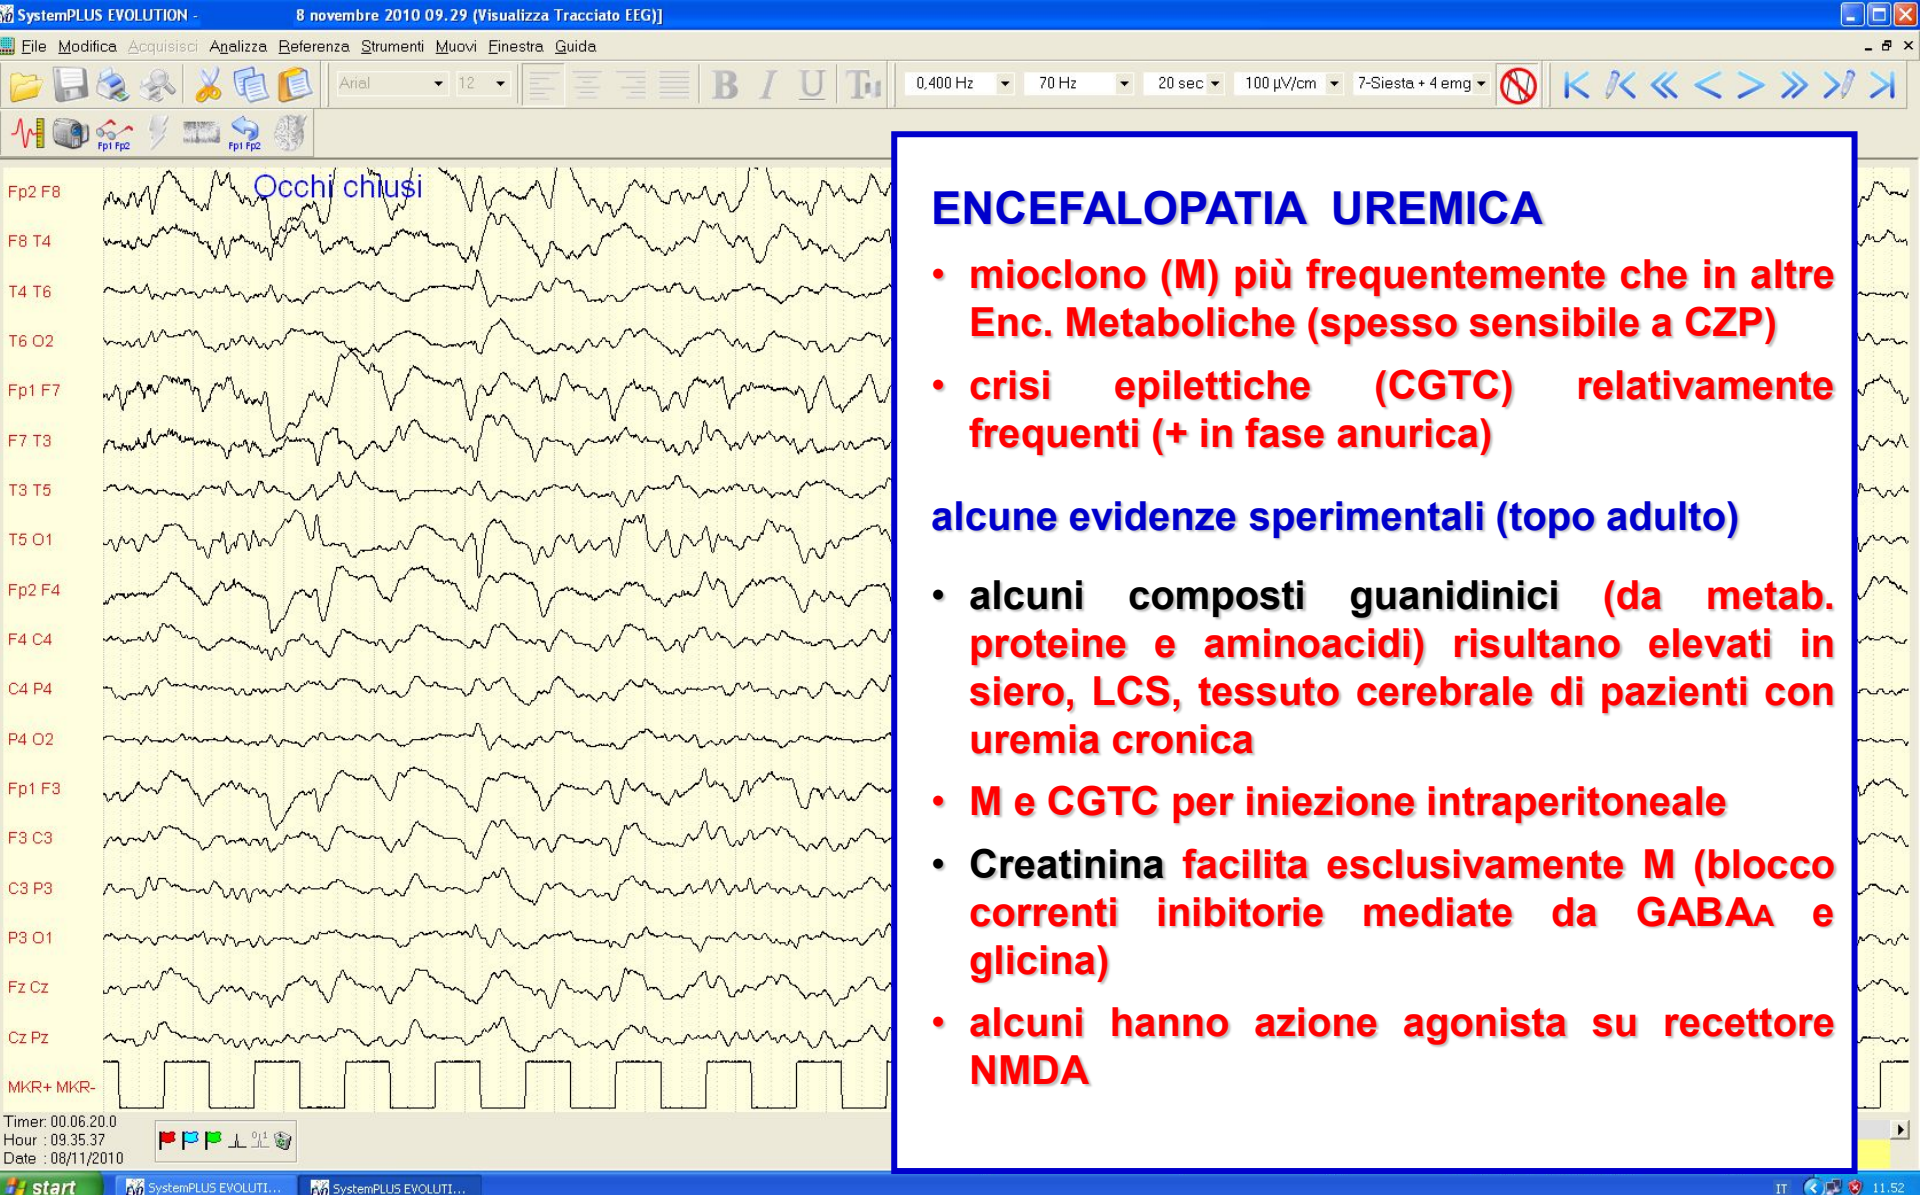 SystemPLUS EVOLUTION - 8 novembre 2010 09.29 (Visualizza Tracciato EEG)]
File Modifica Acquisisci Analizza Referenza Strumenti Muovi Finestra Guida
Arial 12 B I U 0,400 Hz 70 Hz 20 sec 100 µV/cm 7-Siesta + 4 emg
Fp1 Fp2 Fp1 Fp2
Occhi chiusi
Fp2 F8
F8 T4
T4 T6
T6 O2
Fp1 F7
F7 T3
T3 T5
T5 O1
Fp2 F4
F4 C4
C4 P4
P4 O2
Fp1 F3
F3 C3
C3 P3
P3 O1
Fz Cz
Cz Pz
MKR+ MKR-
ENCEFALOPATIA UREMICA
• mioclono (M) più frequentemente che in altre
Enc. Metaboliche (spesso sensibile a CZP)
• crisi epilettiche (CGTC) relativamente
frequenti (+ in fase anurica)
alcune evidenze sperimentali (topo adulto)
• alcuni composti guanidinici (da metab.
proteine e aminoacidi) risultano elevati in
siero, LCS, tessuto cerebrale di pazienti con
uremia cronica
• M e CGTC per iniezione intraperitoneale
• Creatinina facilita esclusivamente M (blocco
correnti inibitorie mediate da GABAA e
glicina)
• alcuni hanno azione agonista su recettore
NMDA
Timer: 00.06.20.0
Hour : 09.35.37
Date : 08/11/2010
start SystemPLUS EVOLUTI... SystemPLUS EVOLUTI... IT 11.52